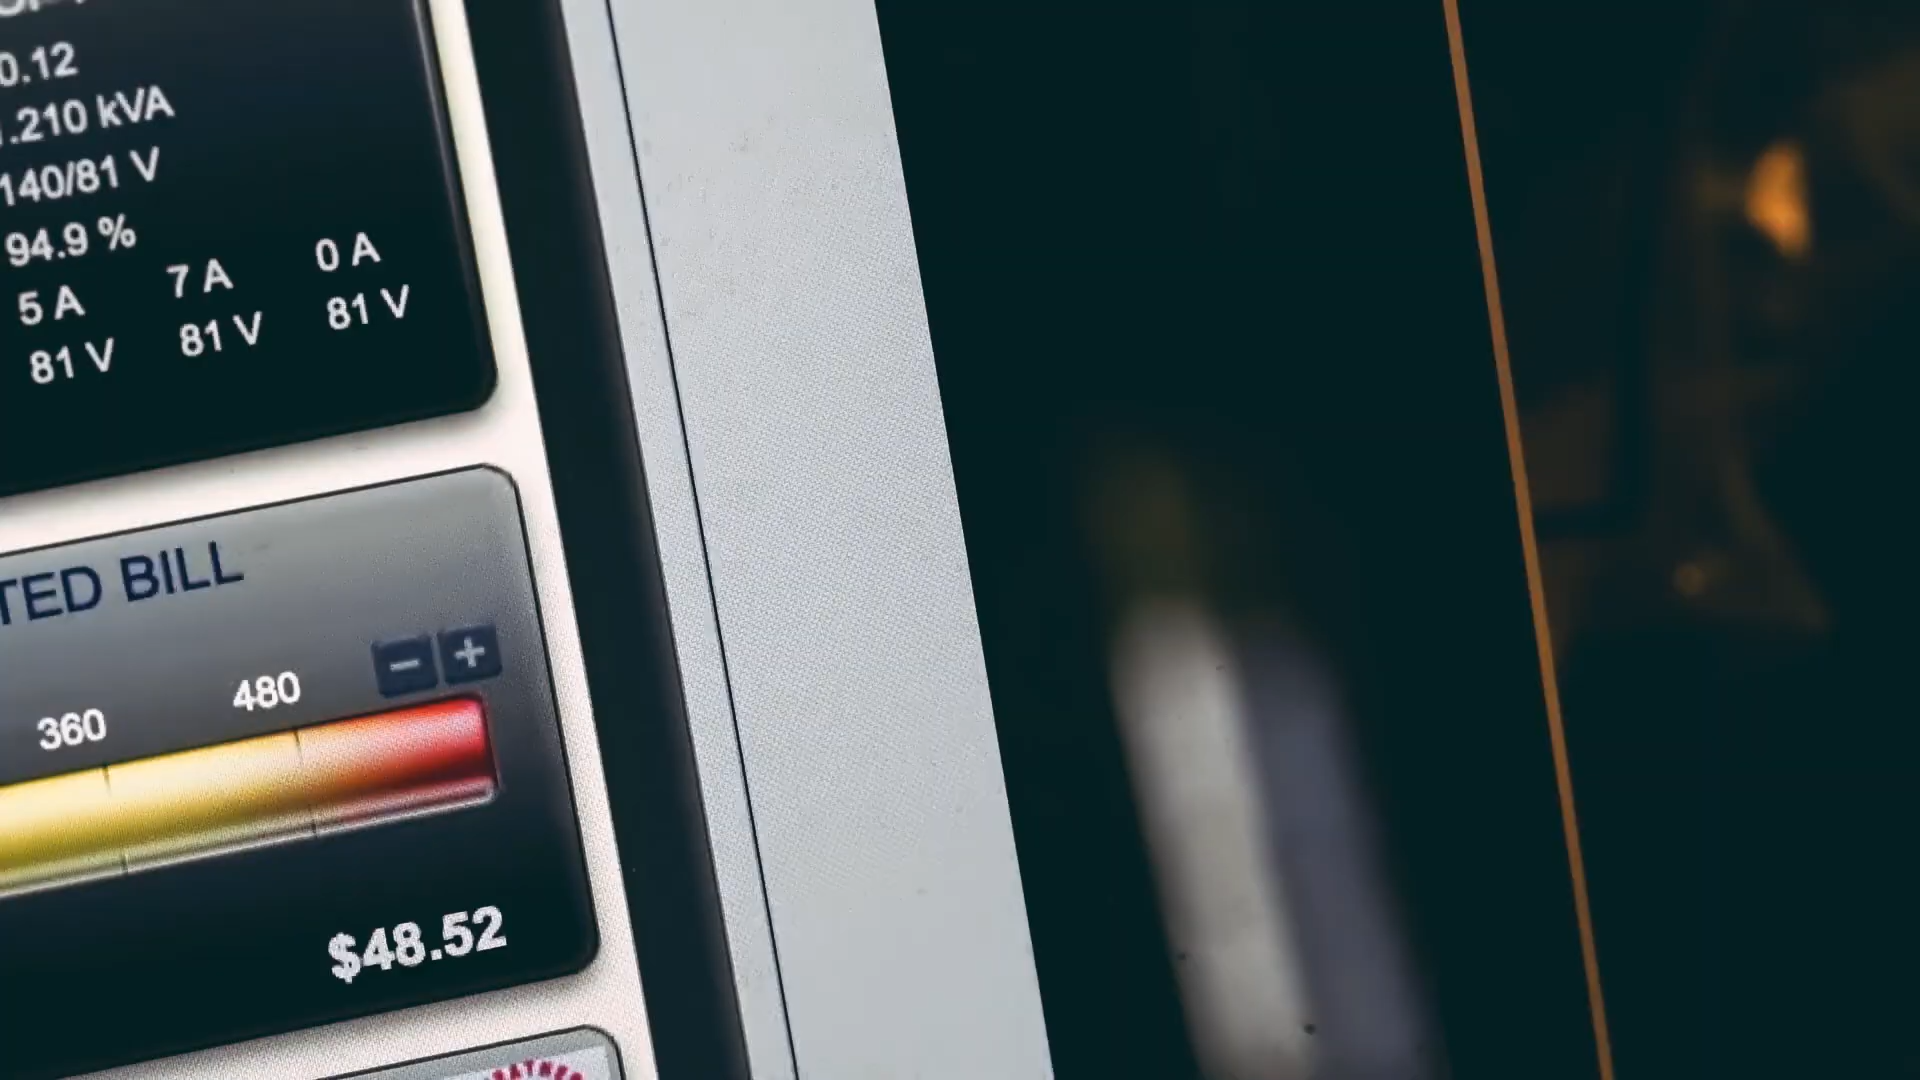 0.12
.210 kVA
140/81 V
94.9 %
5 A 7 A 0 A
81 V 81 V 81 V
TED BILL
− +
360 480
$48.52